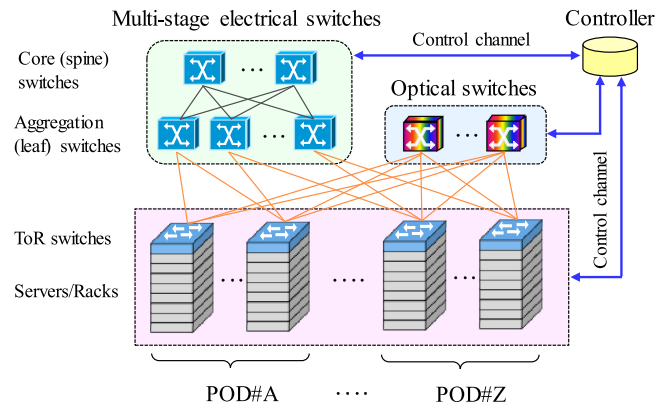 Multi-stage electrical switches
Controller
Control channel
Core (spine)
switches
Optical switches
Aggregation
(leaf) switches
Control channel
ToR switches
Servers/Racks
POD#A
POD#Z